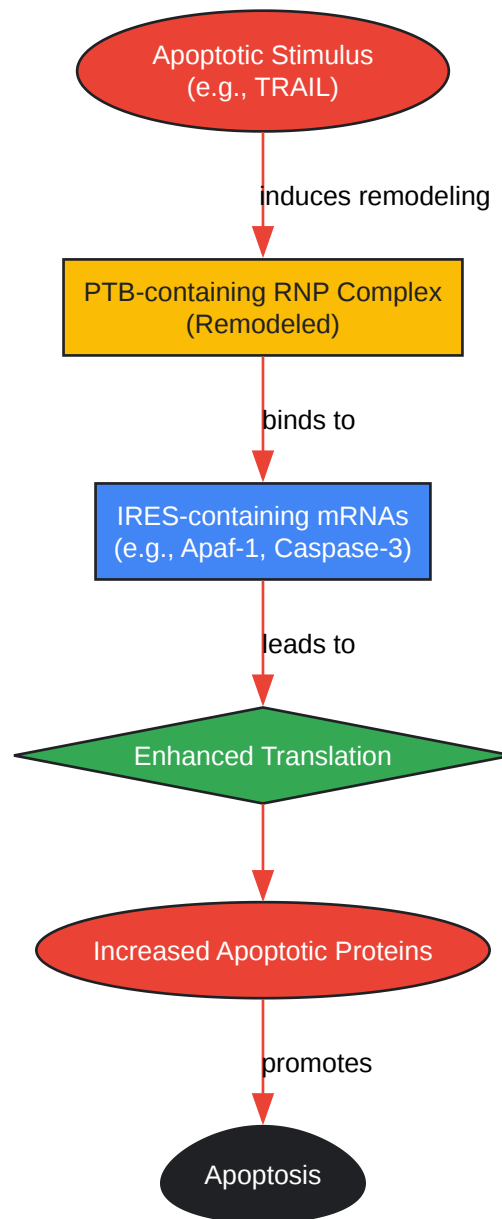 Apoptotic Stimulus
(e.g., TRAIL)
induces remodeling
PTB-containing RNP Complex
(Remodeled)
binds to
IRES-containing mRNAs
(e.g., Apaf-1, Caspase-3)
leads to
Enhanced Translation
Increased Apoptotic Proteins
promotes
Apoptosis